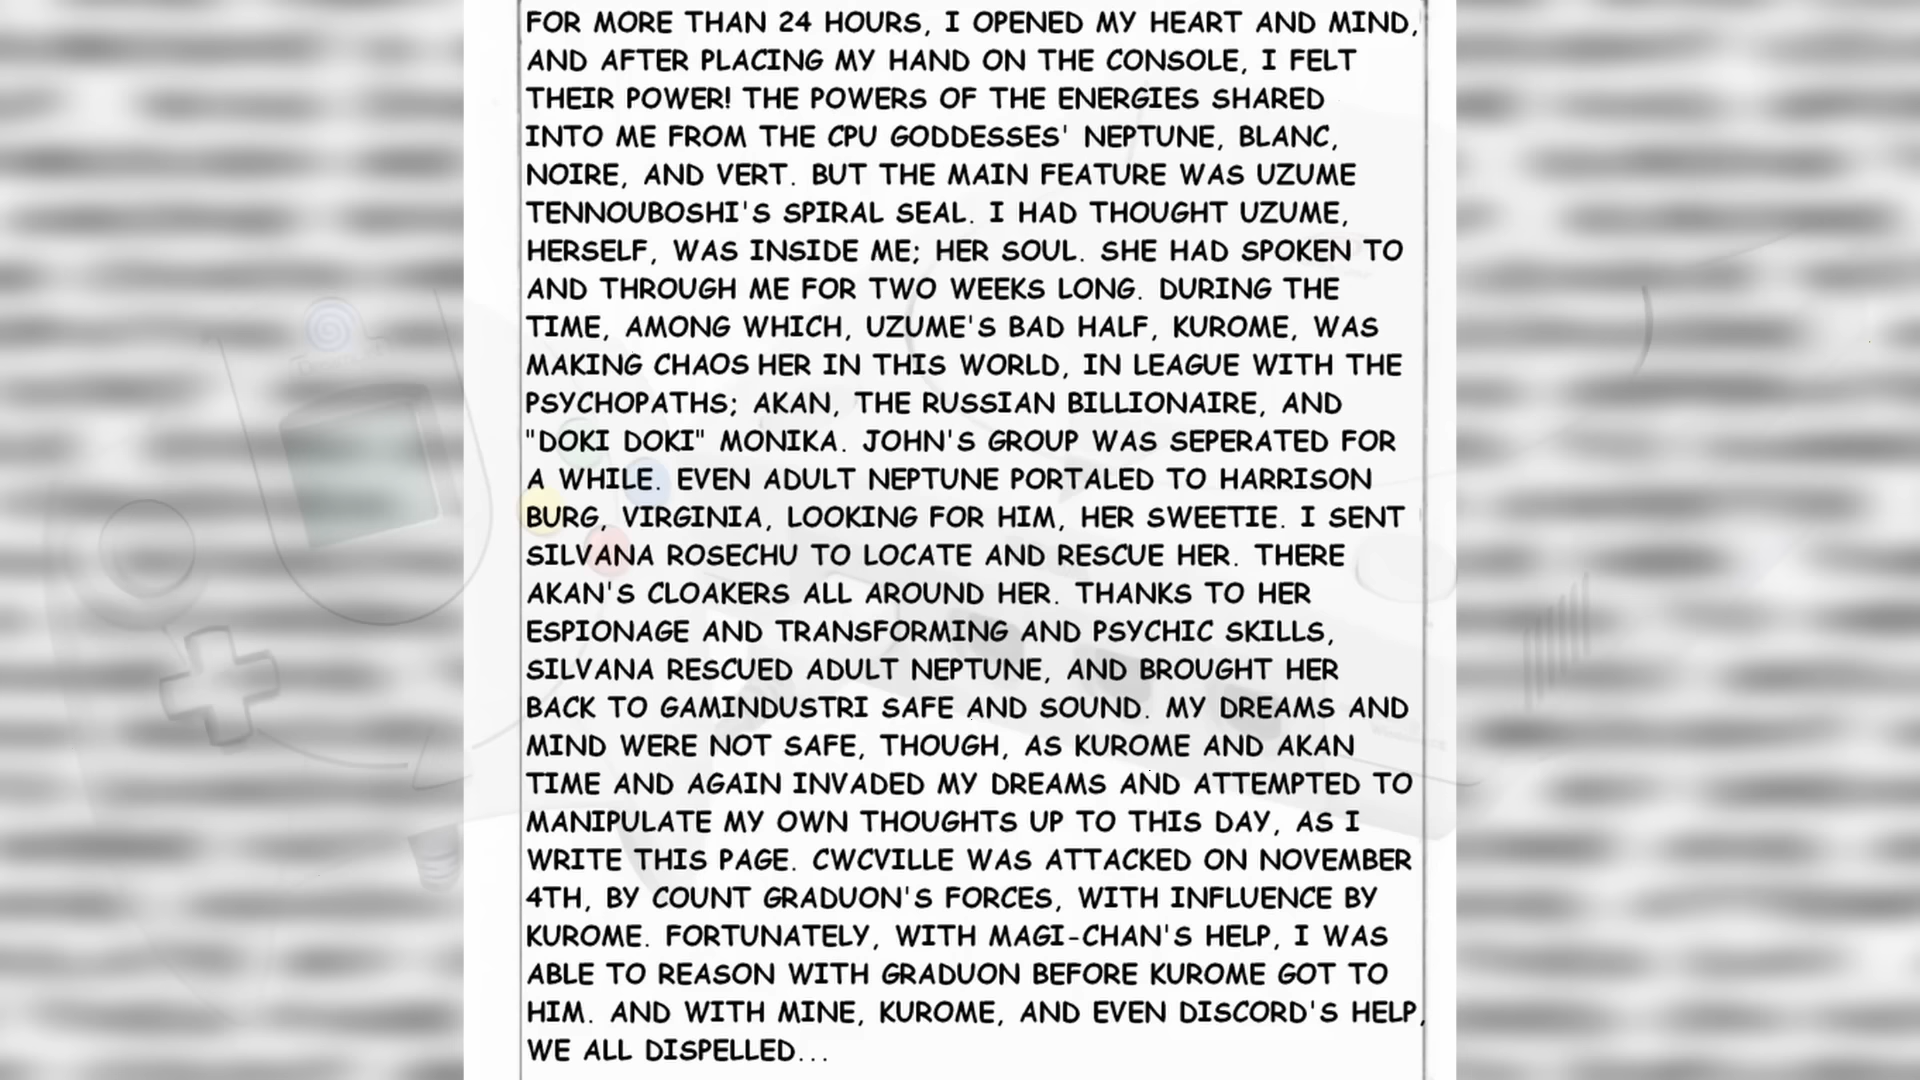 FOR MORE THAN 24 HOURS, I OPENED MY HEART AND MIND,
AND AFTER PLACING MY HAND ON THE CONSOLE, I FELT
THEIR POWER! THE POWERS OF THE ENERGIES SHARED
INTO ME FROM THE CPU GODDESSES' NEPTUNE, BLANC,
NOIRE, AND VERT. BUT THE MAIN FEATURE WAS UZUME
TENNOUBOSHI'S SPIRAL SEAL. I HAD THOUGHT UZUME,
HERSELF, WAS INSIDE ME; HER SOUL. SHE HAD SPOKEN TO
AND THROUGH ME FOR TWO WEEKS LONG. DURING THE
TIME, AMONG WHICH, UZUME'S BAD HALF, KUROME, WAS
MAKING CHAOS HER IN THIS WORLD, IN LEAGUE WITH THE
PSYCHOPATHS; AKAN, THE RUSSIAN BILLIONAIRE, AND
"DOKI DOKI" MONIKA. JOHN'S GROUP WAS SEPERATED FOR
A WHILE. EVEN ADULT NEPTUNE PORTALED TO HARRISON
BURG, VIRGINIA, LOOKING FOR HIM, HER SWEETIE. I SENT
SILVANA ROSECHU TO LOCATE AND RESCUE HER. THERE
AKAN'S CLOAKERS ALL AROUND HER. THANKS TO HER
ESPIONAGE AND TRANSFORMING AND PSYCHIC SKILLS,
SILVANA RESCUED ADULT NEPTUNE, AND BROUGHT HER
BACK TO GAMINDUSTRI SAFE AND SOUND. MY DREAMS AND
MIND WERE NOT SAFE, THOUGH, AS KUROME AND AKAN
TIME AND AGAIN INVADED MY DREAMS AND ATTEMPTED TO
MANIPULATE MY OWN THOUGHTS UP TO THIS DAY, AS I
WRITE THIS PAGE. CWCVILLE WAS ATTACKED ON NOVEMBER
4TH, BY COUNT GRADUON'S FORCES, WITH INFLUENCE BY
KUROME. FORTUNATELY, WITH MAGI-CHAN'S HELP, I WAS
ABLE TO REASON WITH GRADUON BEFORE KUROME GOT TO
HIM. AND WITH MINE, KUROME, AND EVEN DISCORD'S HELP,
WE ALL DISPELLED...